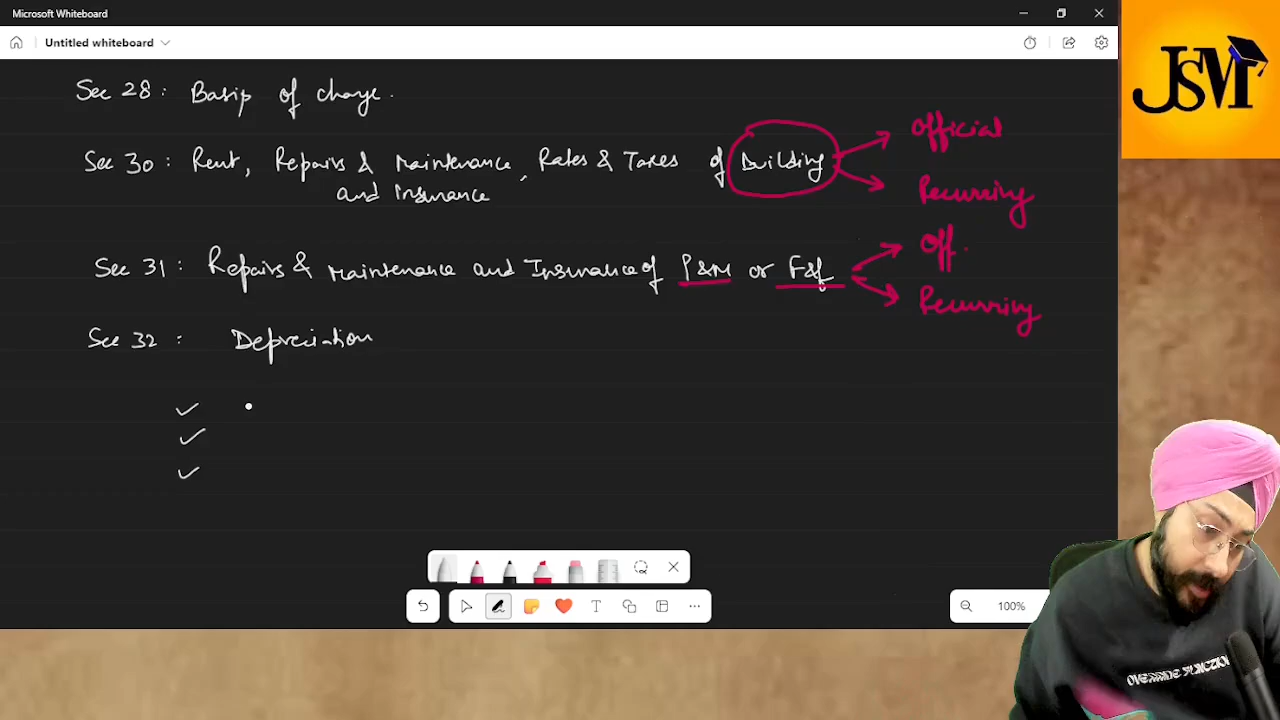 Microsoft Whiteboard
Untitled whiteboard
JSM
Sec 28 : Basis of charge.
Sec 30 : Rent, Repairs & Maintenance, Rates & Taxes of Building
and Insurance
Official
Recurring
Sec 31 : Repairs & Maintenance and Insurance of P&M or F&F
Off.
Recurring
Sec 32 : Depreciation
100%